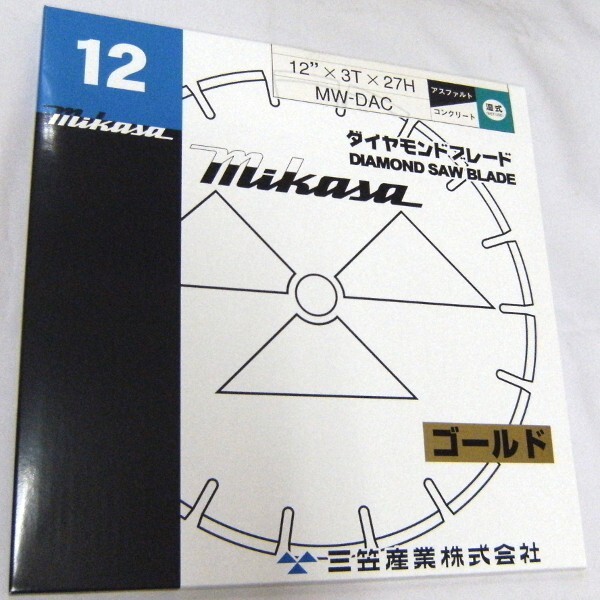 12
mikasa
12” × 3T × 27H
MW-DAC
アスファルト
コンクリート
湿式
ダイヤモンドブレード
DIAMOND SAW BLADE
mikasa
ゴールド
三笠産業株式会社